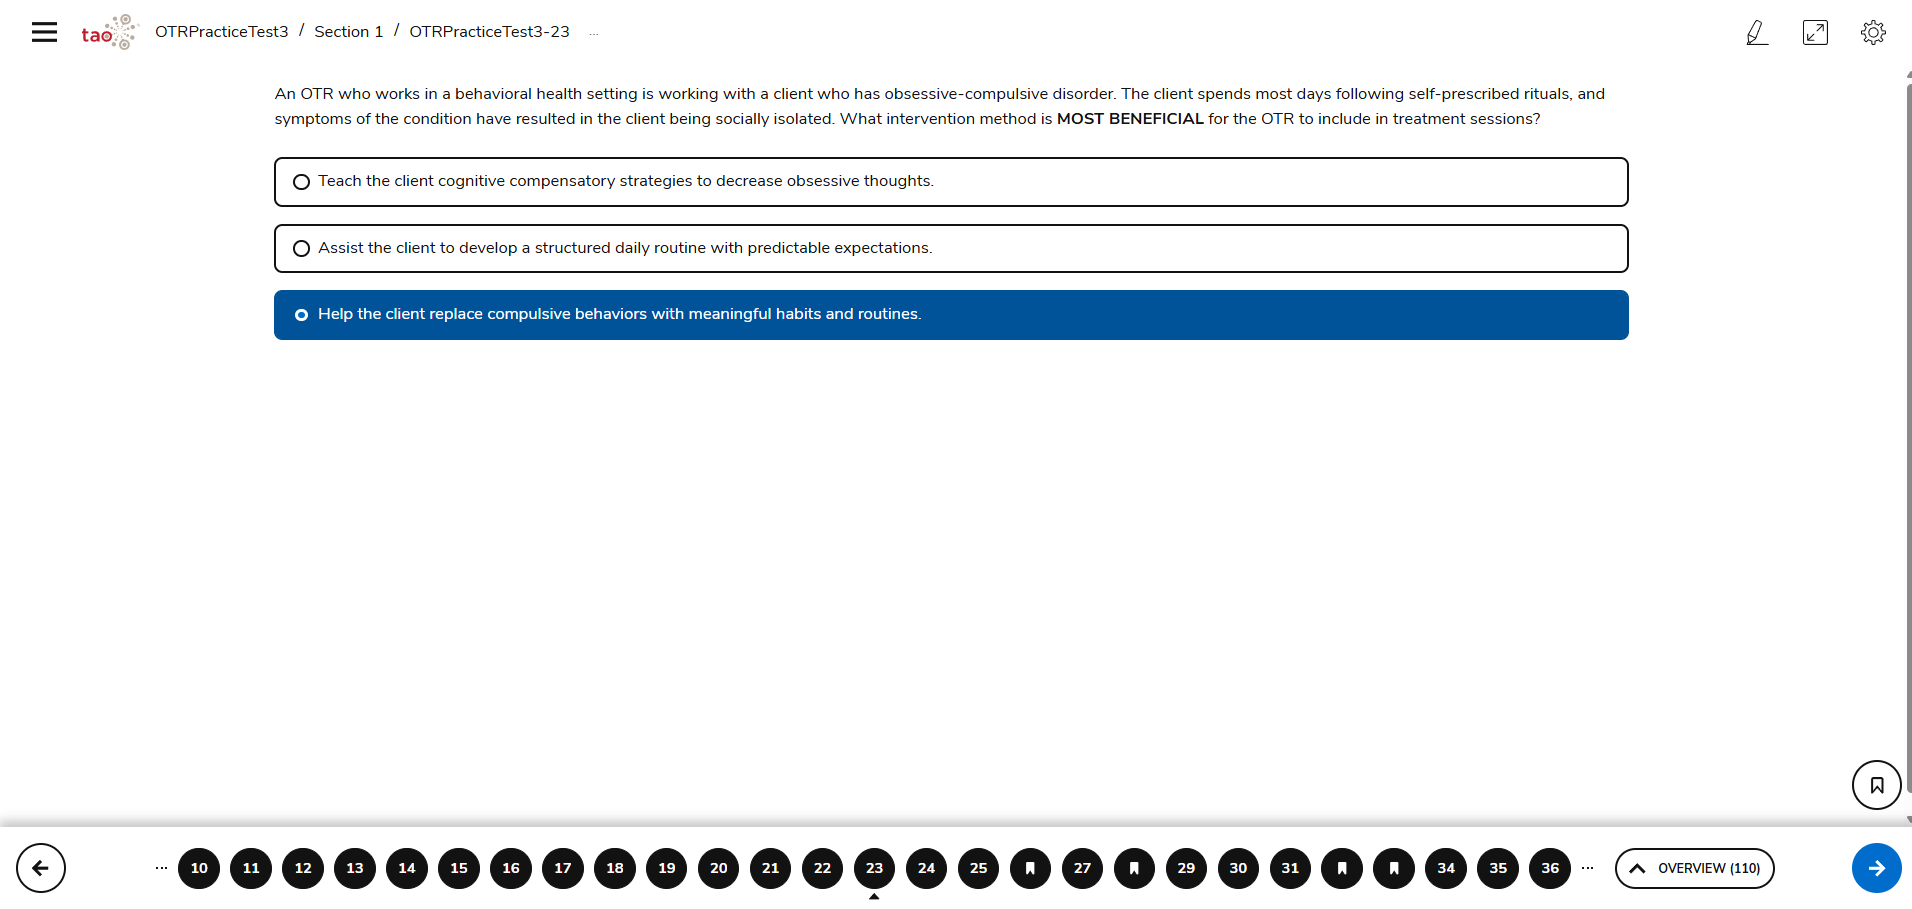 tao
OTRPracticeTest3 / Section 1 / OTRPracticeTest3-23 ...
An OTR who works in a behavioral health setting is working with a client who has obsessive-compulsive disorder. The client spends most days following self-prescribed rituals, and
symptoms of the condition have resulted in the client being socially isolated. What intervention method is MOST BENEFICIAL for the OTR to include in treatment sessions?
Teach the client cognitive compensatory strategies to decrease obsessive thoughts.
Assist the client to develop a structured daily routine with predictable expectations.
Help the client replace compulsive behaviors with meaningful habits and routines.
... 10 11 12 13 14 15 16 17 18 19 20 21 22 23 24 25 27 29 30 31 34 35 36 ... OVERVIEW (110)